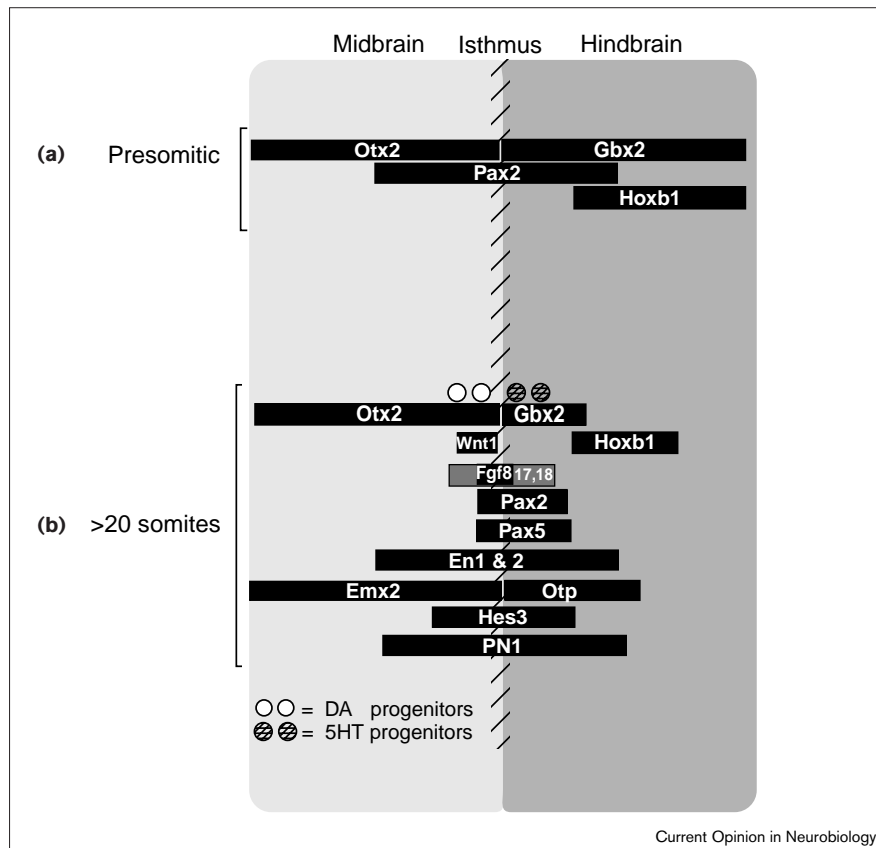 Midbrain Isthmus Hindbrain
(a) Presomitic
Otx2 Gbx2
Pax2
Hoxb1
Otx2 Gbx2
Wnt1 Hoxb1
Fgf8 17,18
Pax2
(b) >20 somites
Pax5
En1 & 2
Emx2 Otp
Hes3
PN1
= DA progenitors
= 5HT progenitors
Current Opinion in Neurobiology